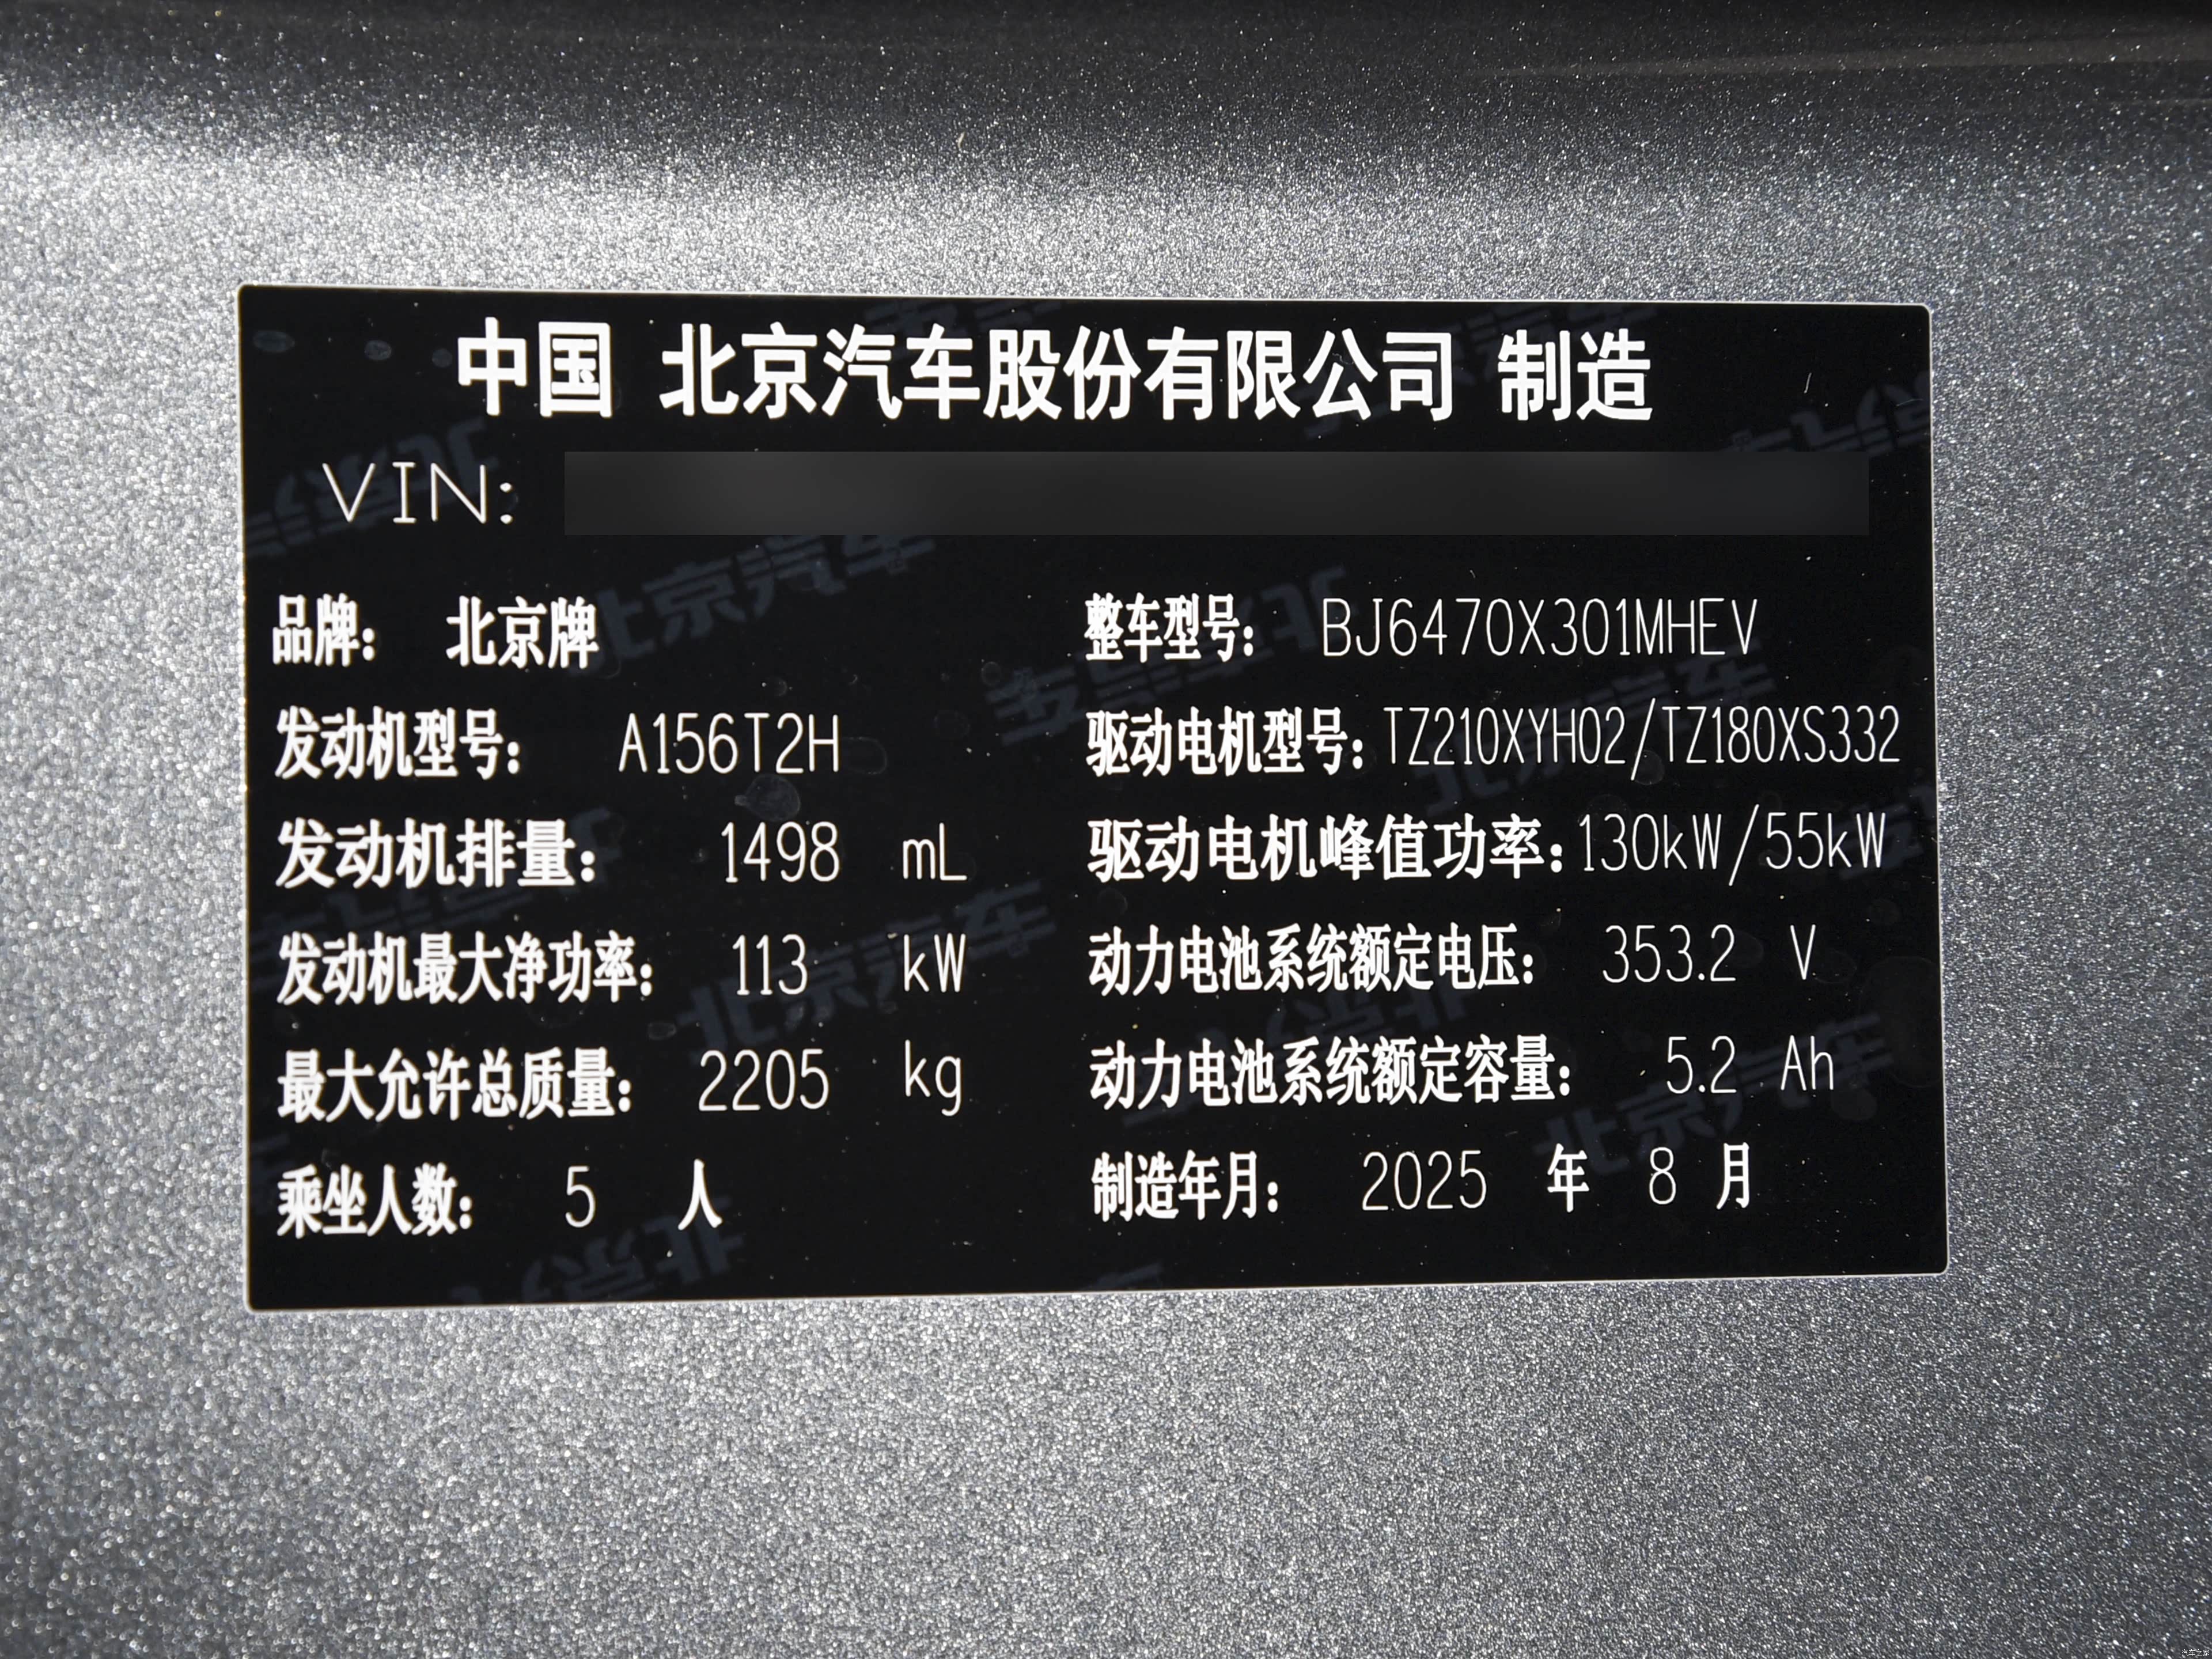 中国 北京汽车股份有限公司 制造
VIN:
品牌： 北京牌 整车型号： BJ6470X301MHEV
发动机型号： A156T2H 驱动电机型号：TZ210XYH02/TZ180XS332
发动机排量： 1498 mL 驱动电机峰值功率：130kW/55kW
发动机最大净功率： 113 kW 动力电池系统额定电压： 353.2 V
最大允许总质量： 2205 kg 动力电池系统额定容量： 5.2 Ah
乘坐人数： 5 人 制造年月： 2025 年 8 月
汽车之家